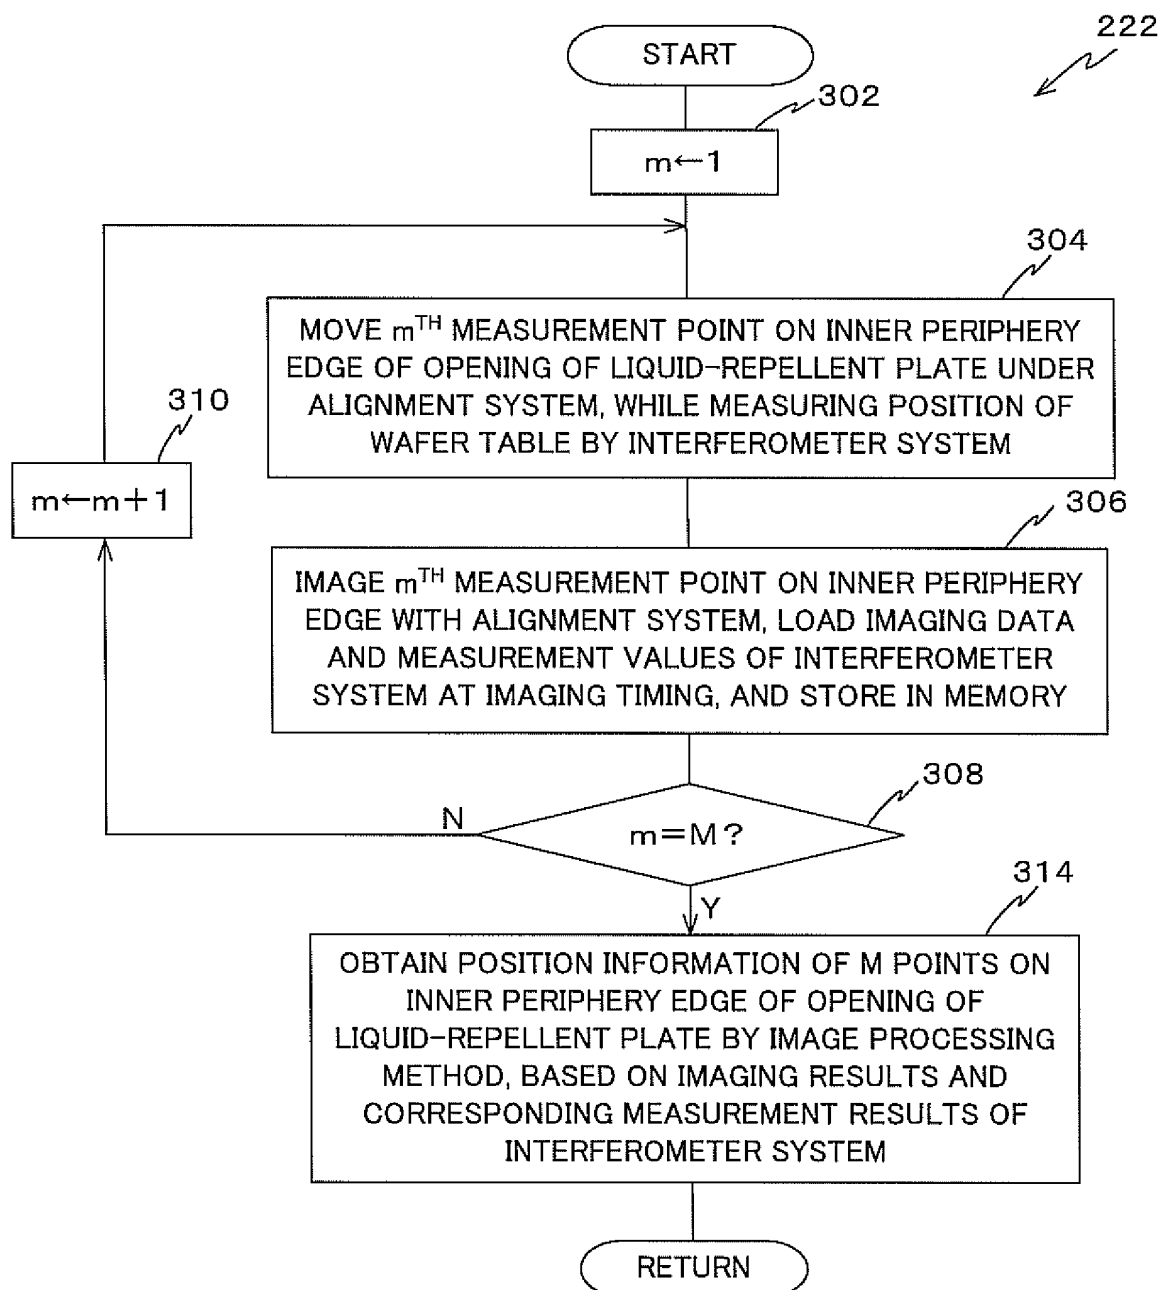 222
START
302
m←1
304
MOVE mTH MEASUREMENT POINT ON INNER PERIPHERY
EDGE OF OPENING OF LIQUID-REPELLENT PLATE UNDER
ALIGNMENT SYSTEM, WHILE MEASURING POSITION OF
WAFER TABLE BY INTERFEROMETER SYSTEM
310
m←m+1
306
IMAGE mTH MEASUREMENT POINT ON INNER PERIPHERY
EDGE WITH ALIGNMENT SYSTEM, LOAD IMAGING DATA
AND MEASUREMENT VALUES OF INTERFEROMETER
SYSTEM AT IMAGING TIMING, AND STORE IN MEMORY
308
N
m=M?
Y
314
OBTAIN POSITION INFORMATION OF M POINTS ON
INNER PERIPHERY EDGE OF OPENING OF
LIQUID-REPELLENT PLATE BY IMAGE PROCESSING
METHOD, BASED ON IMAGING RESULTS AND
CORRESPONDING MEASUREMENT RESULTS OF
INTERFEROMETER SYSTEM
RETURN